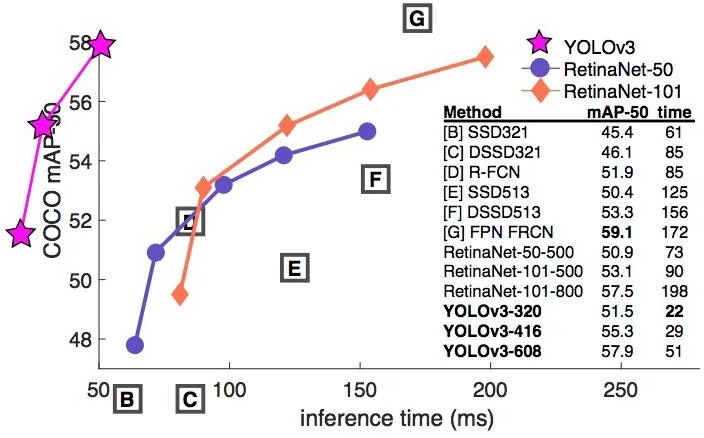 G
58
YOLOv3
RetinaNet-50
RetinaNet-101
56
54
52
50
48
COCO mAP-50
D
F
E
Method mAP-50 time
[B] SSD321 45.4 61
[C] DSSD321 46.1 85
[D] R-FCN 51.9 85
[E] SSD513 50.4 125
[F] DSSD513 53.3 156
[G] FPN FRCN 59.1 172
RetinaNet-50-500 50.9 73
RetinaNet-101-500 53.1 90
RetinaNet-101-800 57.5 198
YOLOv3-320 51.5 22
YOLOv3-416 55.3 29
YOLOv3-608 57.9 51
50 100 150 200 250
B
C
inference time (ms)